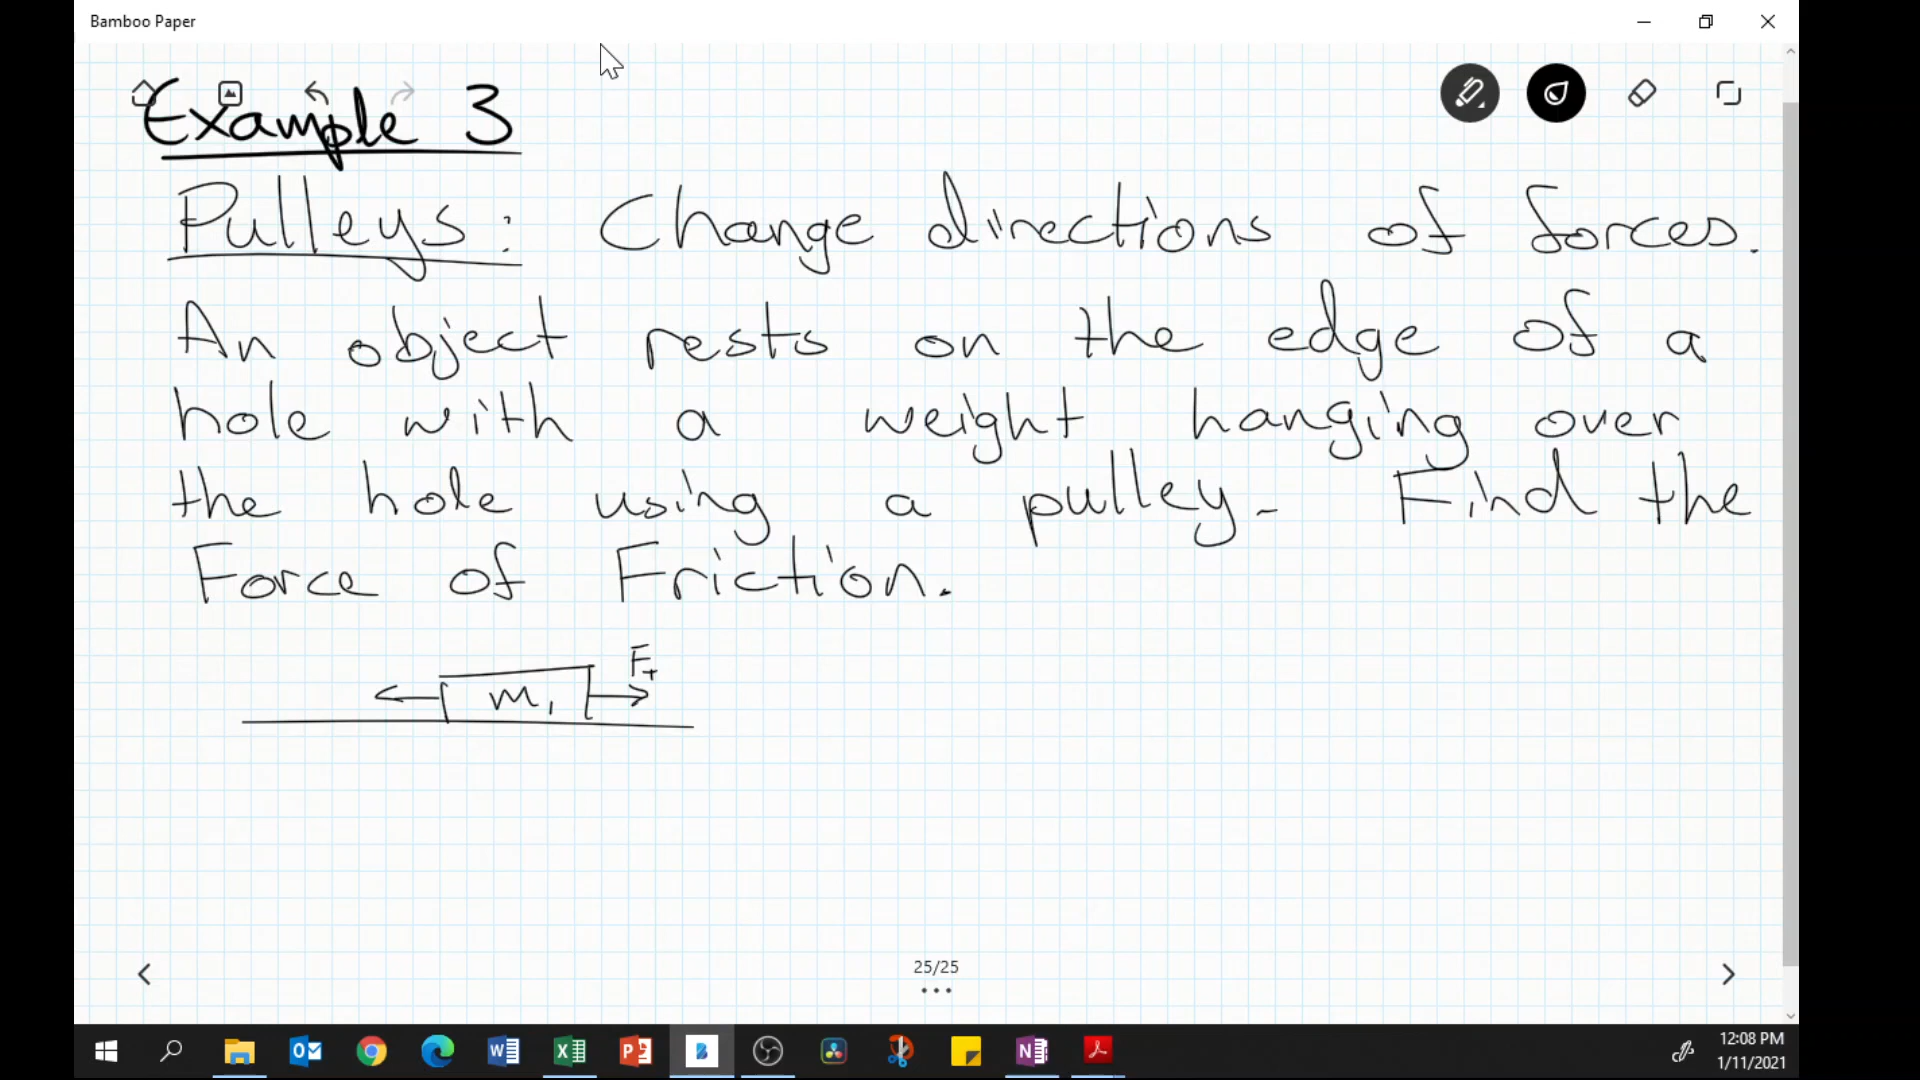 Bamboo Paper
Example 3
Pulleys: Change directions of forces.
An object rests on the edge of a
hole with a weight hanging over
the hole using a pulley. Find the
Force of Friction.
F_T
m_1
25/25
12:08 PM
1/11/2021